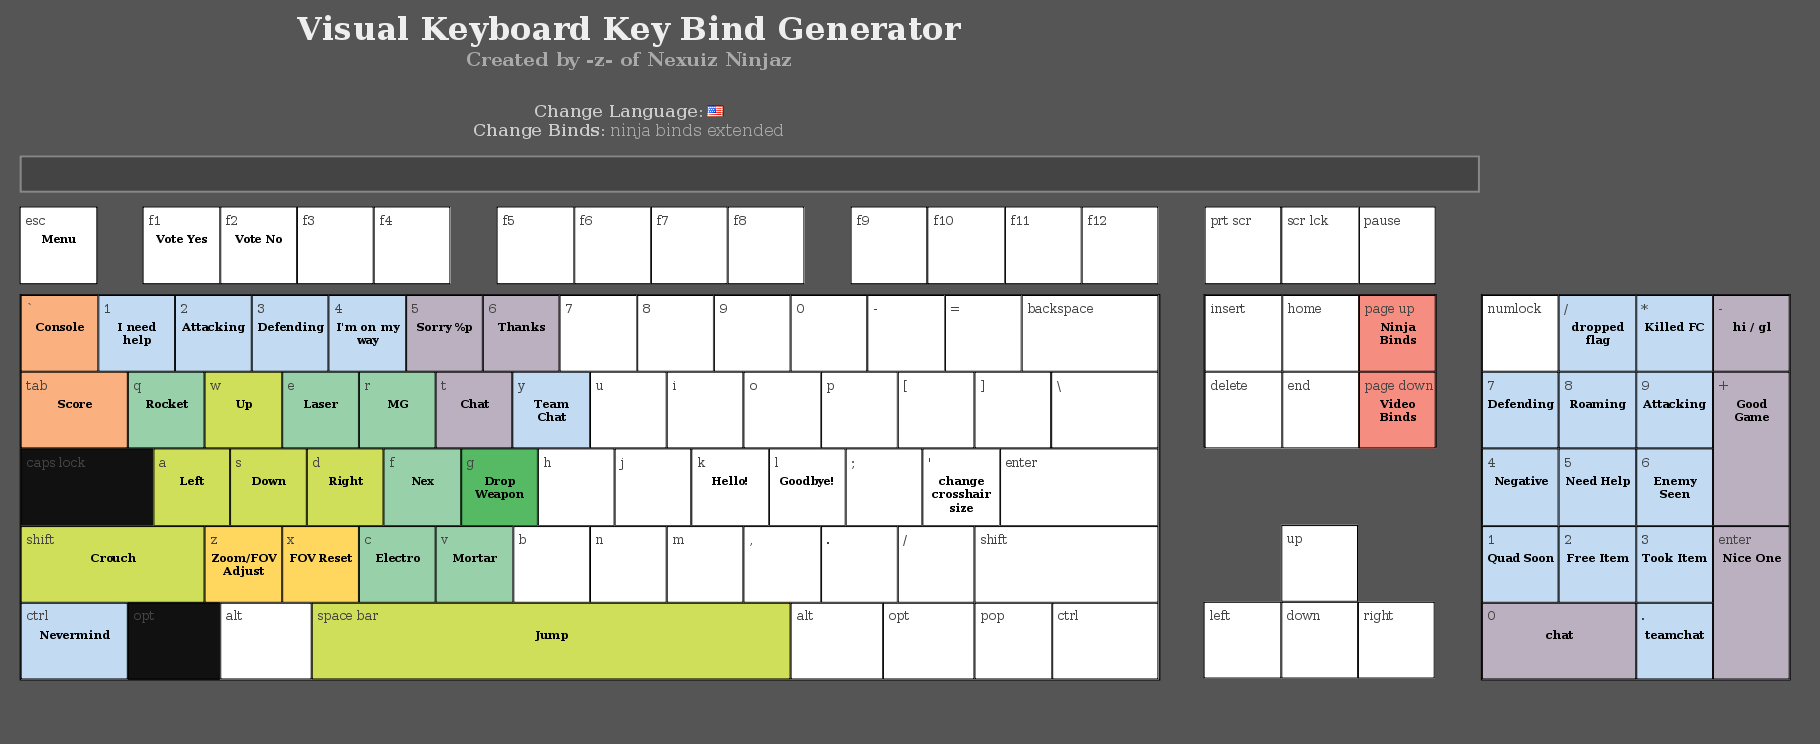 Visual Keyboard Key Bind Generator
Created by -z- of Nexuiz Ninjaz
Change Language:
Change Binds: ninja binds extended
esc f1 f2 f3 f4 f5 f6 f7 f8 f9 f10 f11 f12 prt scr scr lck pause
Menu Vote Yes Vote No
` 1 2 3 4 5 6 7 8 9 0 - = backspace insert home page up numlock / * -
Console I need Attacking Defending I'm on my Sorry %p Thanks Ninja dropped Killed FC hi / gl
help way Binds flag
tab q w e r t y u i o p [ ] \ delete end page down 7 8 9 +
Score Rocket Up Laser MG Chat Team Video Defending Roaming Attacking Good
Chat Binds Game
caps lock a s d f g h j k l ; ' enter 4 5 6
Left Down Right Nex Drop Hello! Goodbye! change Negative Need Help Enemy
Weapon crosshair Seen
size
shift z x c v b n m , . / shift up 1 2 3 enter
Crouch Zoom/FOV FOV Reset Electro Mortar Quad Soon Free Item Took Item Nice One
Adjust
ctrl opt alt space bar alt opt pop ctrl left down right 0 .
Nevermind Jump chat teamchat